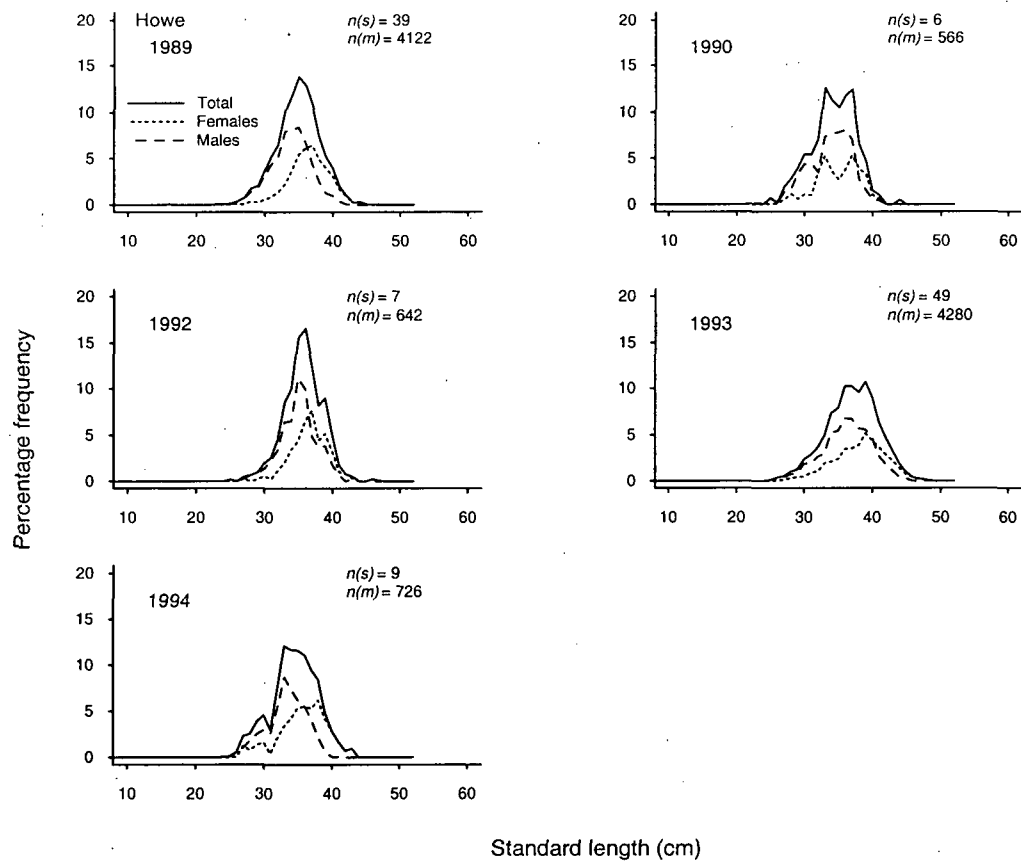 Howe
1989
n(s) = 39
n(m) = 4122
Total
Females
Males
20
15
10
5
0
10 20 30 40 50 60
1990
n(s) = 6
n(m) = 566
20
15
10
5
0
10 20 30 40 50 60
1992
n(s) = 7
n(m) = 642
20
15
10
5
0
10 20 30 40 50 60
1993
n(s) = 49
n(m) = 4280
20
15
10
5
0
10 20 30 40 50 60
1994
n(s) = 9
n(m) = 726
20
15
10
5
0
10 20 30 40 50 60
Percentage frequency
Standard length (cm)